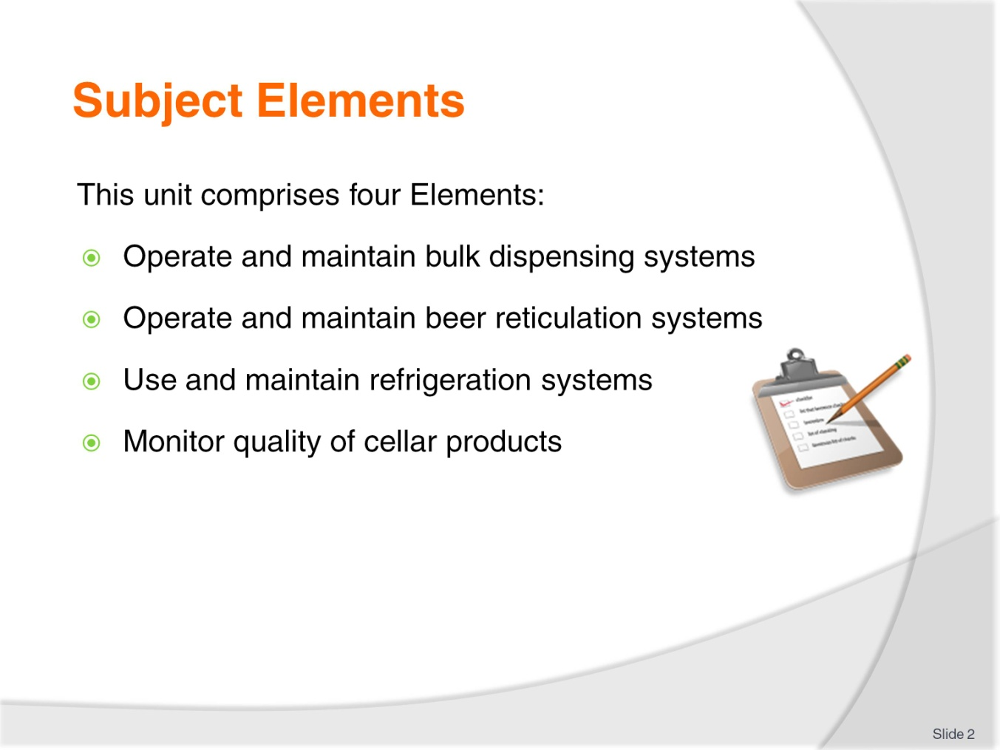 Subject Elements
This unit comprises four Elements:
Operate and maintain bulk dispensing systems
Operate and maintain beer reticulation systems
Use and maintain refrigeration systems
Monitor quality of cellar products
checklist
Slide 2